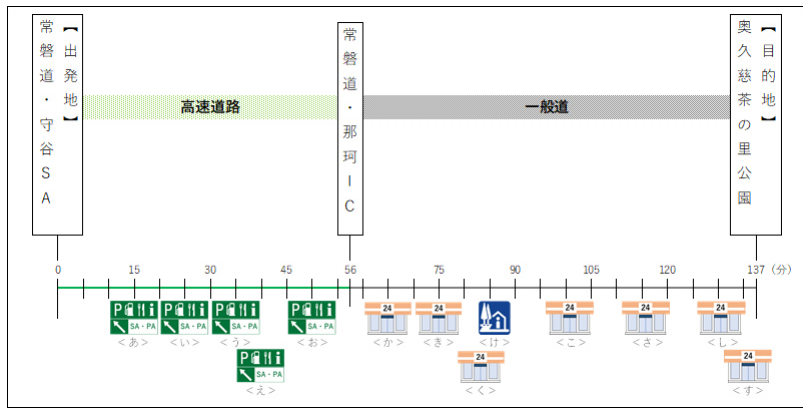 【出発地】
常磐道・守谷SA
常磐道・那珂IC
【目的地】
奥久慈茶の里公園
高速道路
一般道
0 15 30 45 56 75 90 105 120 137（分）
P SA・PA
P SA・PA
P SA・PA
P SA・PA
24
24
24
24
24
＜あ＞ ＜い＞ ＜う＞ ＜お＞ ＜か＞ ＜き＞ ＜け＞ ＜こ＞ ＜さ＞ ＜し＞
P SA・PA
24
24
＜え＞ ＜く＞ ＜す＞